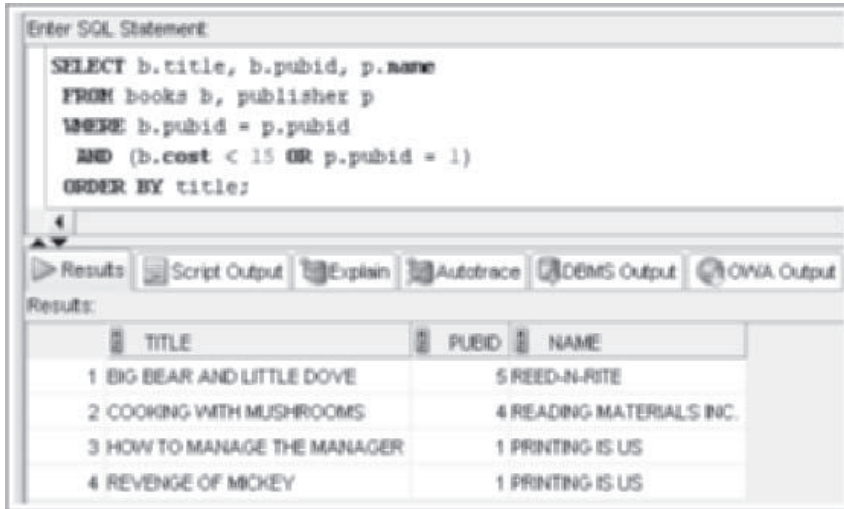 Enter SQL Statement:
SELECT b.title, b.pubid, p.name
FROM books b, publisher p
WHERE b.pubid = p.pubid
AND (b.cost < 15 OR p.pubid = 1)
ORDER BY title;
Results Script Output Explain Autotrace DBMS Output OWA Output
Results:
TITLE PUBID NAME
1 BIG BEAR AND LITTLE DOVE 5 REED-N-RITE
2 COOKING WITH MUSHROOMS 4 READING MATERIALS INC.
3 HOW TO MANAGE THE MANAGER 1 PRINTING IS US
4 REVENGE OF MICKEY 1 PRINTING IS US